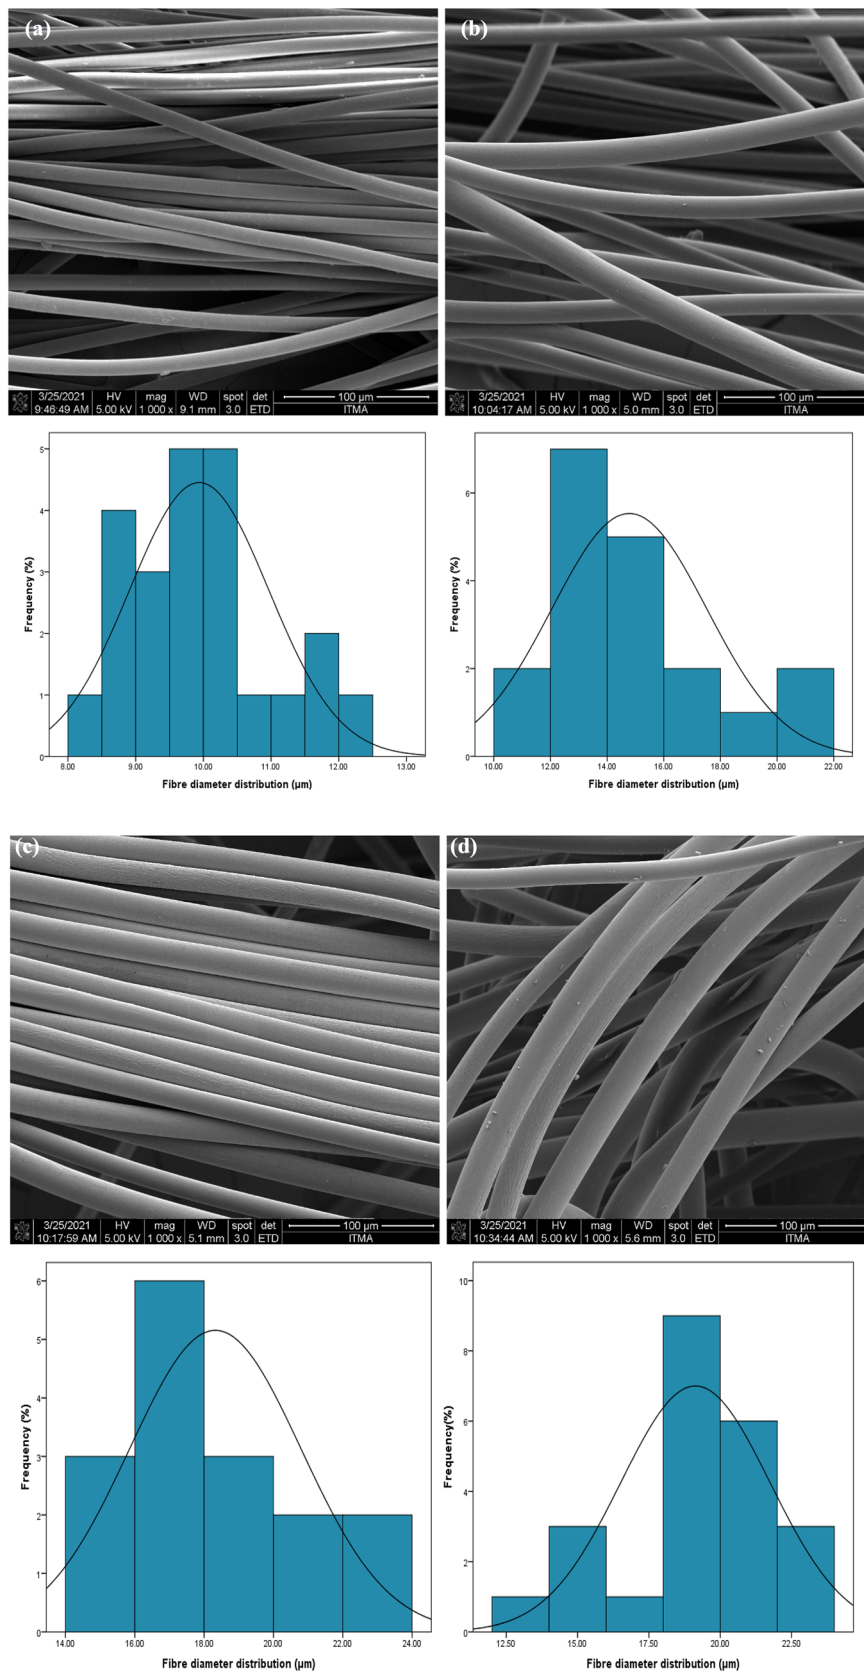 (a)
3/25/2021 HV mag WD spot det 100 µm
9:46:49 AM 5.00 kV 1 000 x 9.1 mm 3.0 ETD ITMA
(b)
3/25/2021 HV mag WD spot det 100 µm
10:04:17 AM 5.00 kV 1 000 x 5.0 mm 3.0 ETD ITMA
Frequency (%)
5
4
3
2
1
0
8.00 9.00 10.00 11.00 12.00 13.00
Fibre diameter distribution (µm)
Frequency (%)
6
4
2
0
10.00 12.00 14.00 16.00 18.00 20.00 22.00
Fibre diameter distribution (µm)
(c)
3/25/2021 HV mag WD spot det 100 µm
10:17:59 AM 5.00 kV 1 000 x 5.1 mm 3.0 ETD ITMA
(d)
3/25/2021 HV mag WD spot det 100 µm
10:34:44 AM 5.00 kV 1 000 x 5.6 mm 3.0 ETD ITMA
Frequency (%)
6
5
4
3
2
1
0
14.00 16.00 18.00 20.00 22.00 24.00
Fibre diameter distribution (µm)
Frequency(%)
10
8
6
4
2
0
12.50 15.00 17.50 20.00 22.50
Fibre diameter distribution (µm)